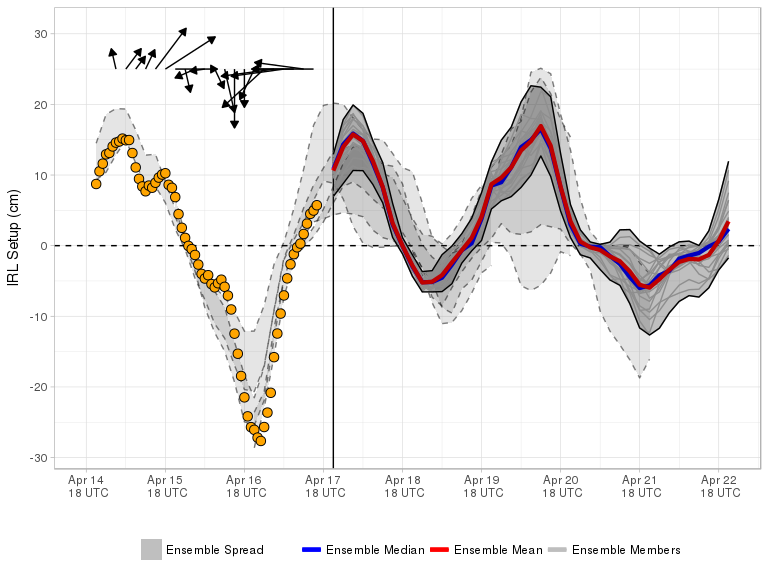 30
20
10
0
-10
-20
-30
IRL Setup (cm)
Apr 14 Apr 15 Apr 16 Apr 17 Apr 18 Apr 19 Apr 20 Apr 21 Apr 22
18 UTC 18 UTC 18 UTC 18 UTC 18 UTC 18 UTC 18 UTC 18 UTC 18 UTC
Ensemble Spread Ensemble Median Ensemble Mean Ensemble Members